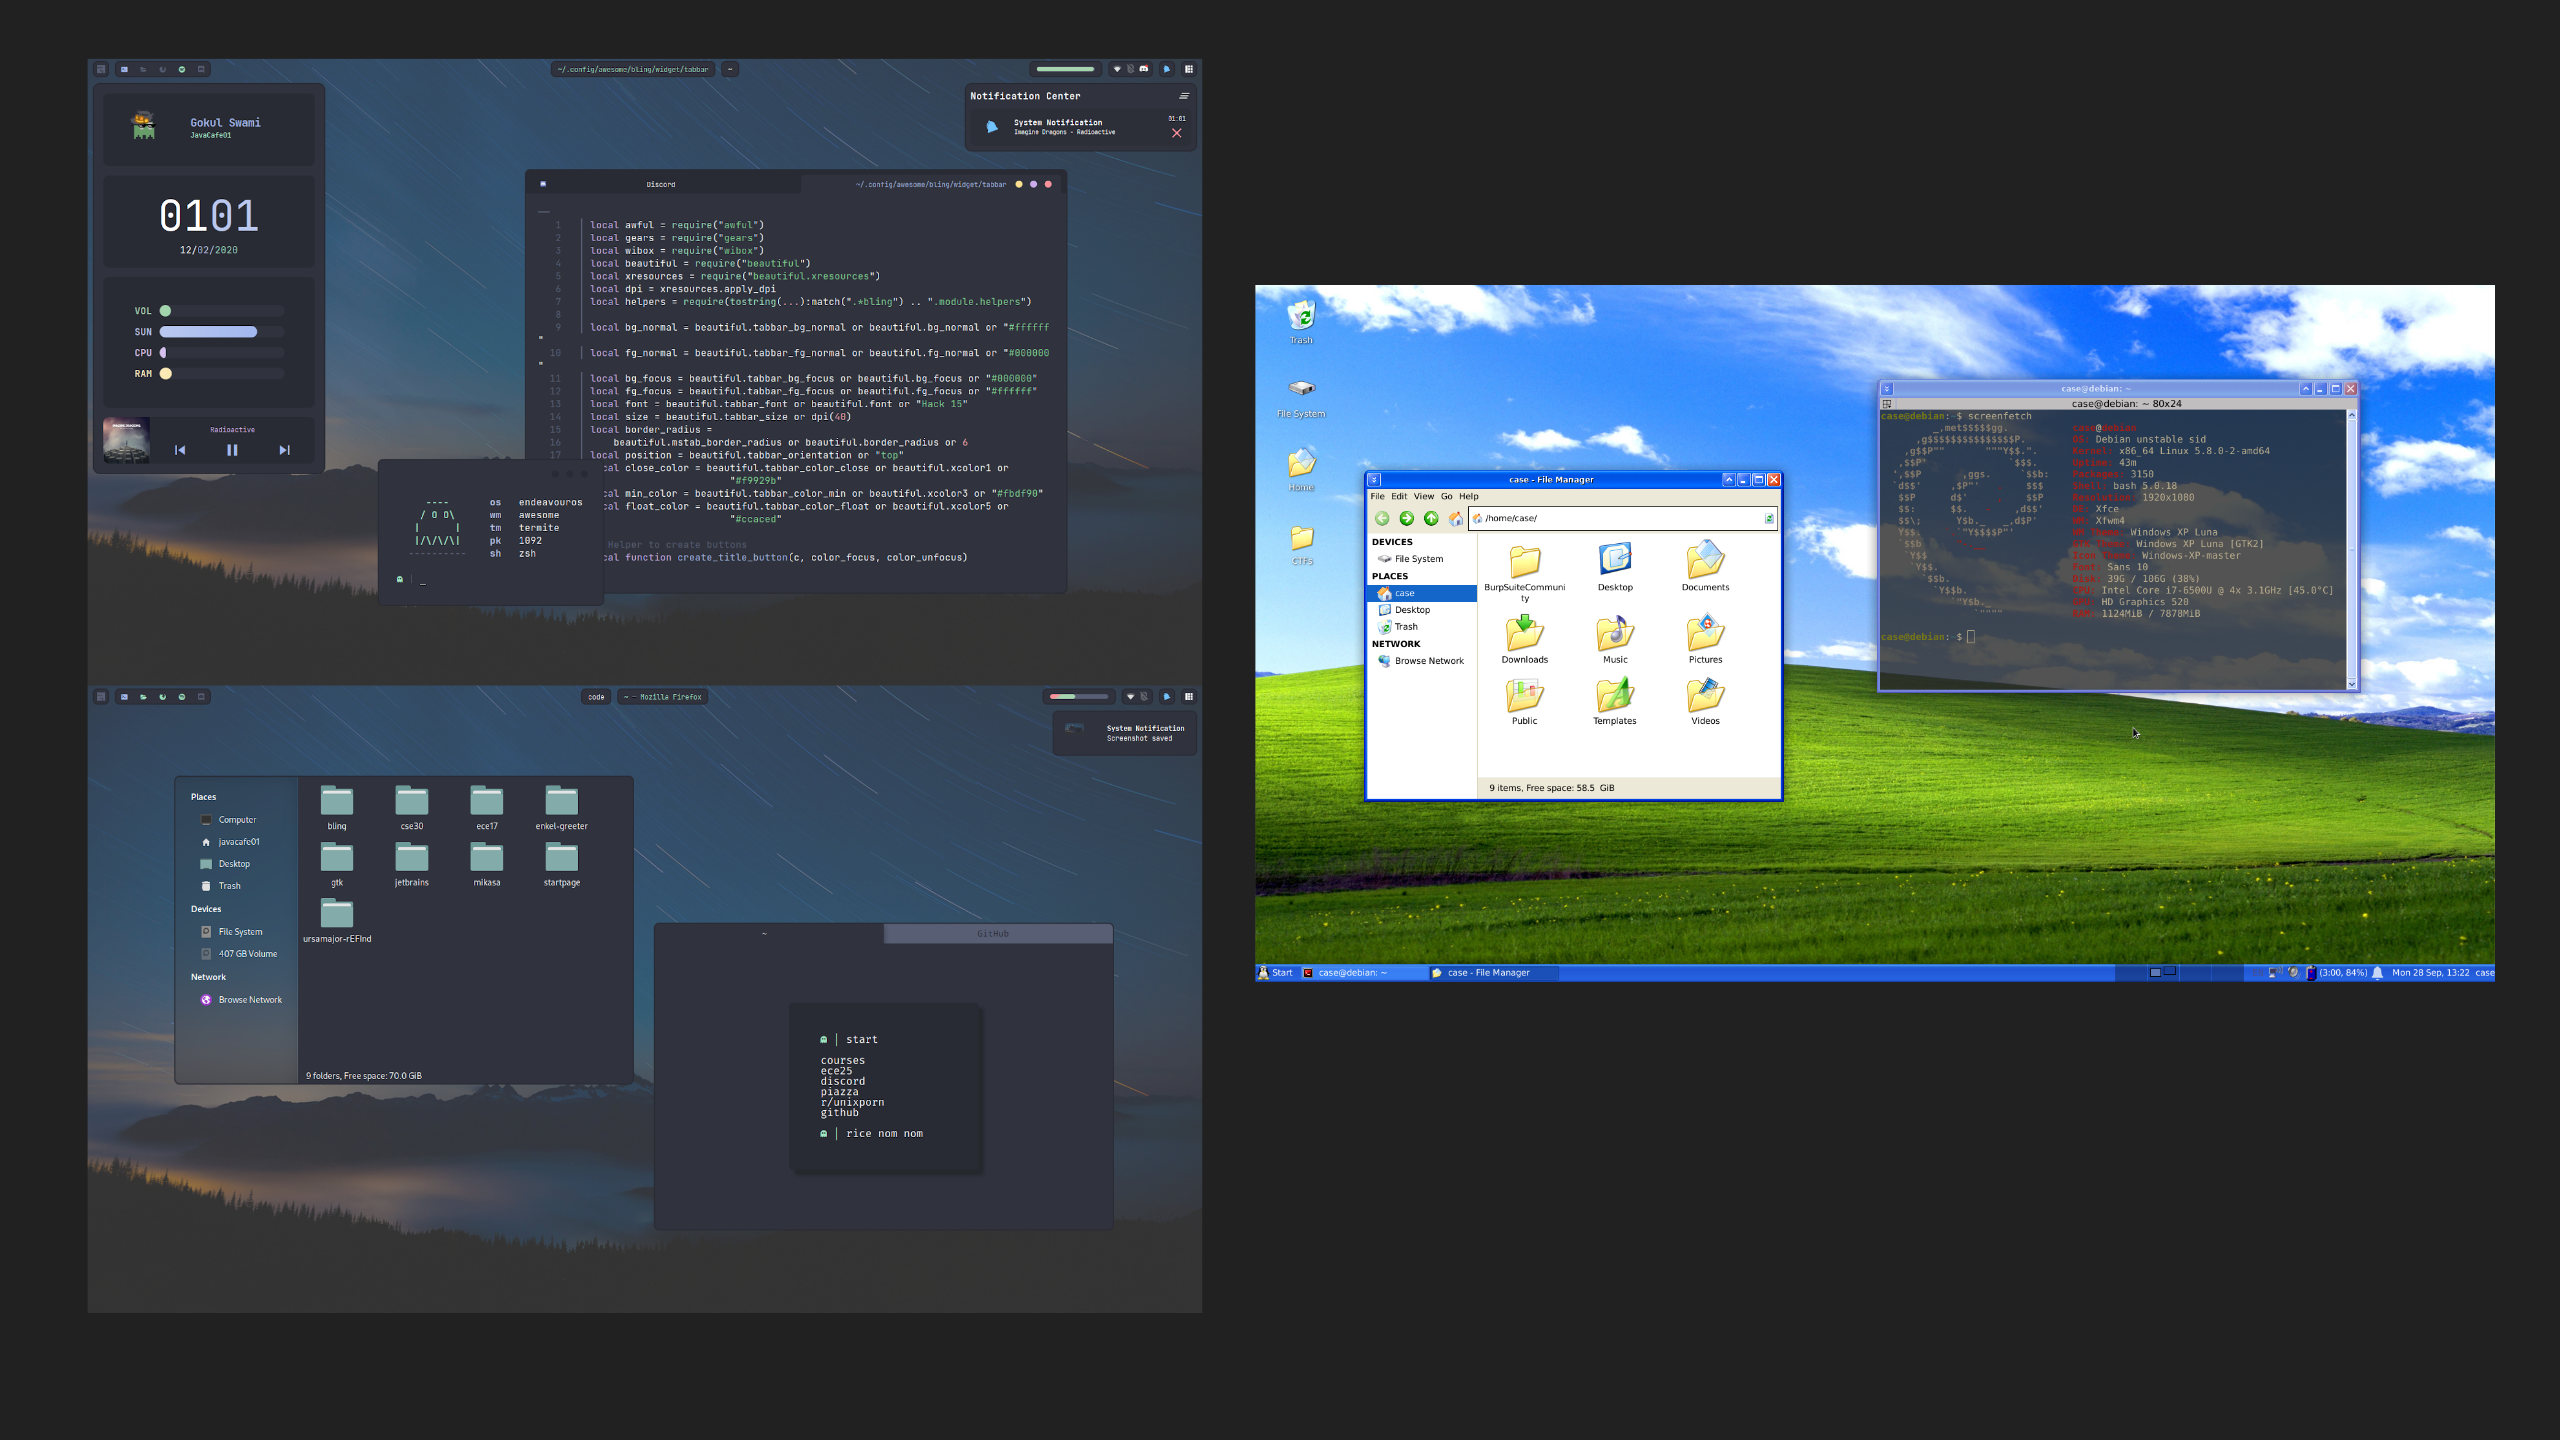 ~/.config/awesome/bling/widget/tabbar
~
Gokul Swami
JavaCafe01
0101
12/02/2020
VOL
SUN
CPU
RAM
Radioactive
Notification Center
System Notification
Imagine Dragons - Radioactive
01:01
Discord
~/.config/awesome/bling/widget/tabbar
1 local awful = require("awful")
2 local gears = require("gears")
3 local wibox = require("wibox")
4 local beautiful = require("beautiful")
5 local xresources = require("beautiful.xresources")
6 local dpi = xresources.apply_dpi
7 local helpers = require(tostring(...):match(".*bling") .. ".module.helpers")
8
9 local bg_normal = beautiful.tabbar_bg_normal or beautiful.bg_normal or "#ffffff
10 local fg_normal = beautiful.tabbar_fg_normal or beautiful.fg_normal or "#000000
11 local bg_focus = beautiful.tabbar_bg_focus or beautiful.bg_focus or "#000000"
12 local fg_focus = beautiful.tabbar_fg_focus or beautiful.fg_focus or "#ffffff"
13 local font = beautiful.tabbar_font or beautiful.font or "Hack 15"
14 local size = beautiful.tabbar_size or dpi(40)
15 local border_radius =
16 beautiful.mstab_border_radius or beautiful.border_radius or 6
17 local position = beautiful.tabbar_orientation or "top"
cal close_color = beautiful.tabbar_color_close or beautiful.xcolor1 or
"#f9929b"
cal min_color = beautiful.tabbar_color_min or beautiful.xcolor3 or "#fbdf90"
cal float_color = beautiful.tabbar_color_float or beautiful.xcolor5 or
"#ccaced"
Helper to create buttons
cal function create_title_button(c, color_focus, color_unfocus)
os endeavouros
wm awesome
tm termite
pk 1092
sh zsh
code
~ — Mozilla Firefox
System Notification
Screenshot saved
Places
Computer
javacafe01
Desktop
Trash
Devices
File System
407 GB Volume
Network
Browse Network
bling
cse30
ece17
enkel-greeter
gtk
jetbrains
mikasa
startpage
ursamajor-rEFInd
9 folders, Free space: 70.0 GiB
~
GitHub
start
courses
ece25
discord
piazza
r/unixporn
github
rice nom nom
Trash
File System
Home
CTFs
case - File Manager
File Edit View Go Help
/home/case/
DEVICES
File System
PLACES
case
Desktop
Trash
NETWORK
Browse Network
BurpSuiteCommuni
ty
Desktop
Documents
Downloads
Music
Pictures
Public
Templates
Videos
9 items, Free space: 58.5 GiB
case@debian: ~
case@debian: ~ 80x24
case@debian:~$ screenfetch
case@debian
OS: Debian unstable sid
Kernel: x86_64 Linux 5.8.0-2-amd64
Uptime: 43m
Packages: 3150
Shell: bash 5.0.18
Resolution: 1920x1080
DE: Xfce
WM: Xfwm4
WM Theme: Windows XP Luna
GTK Theme: Windows XP Luna [GTK2]
Icon Theme: Windows-XP-master
Font: Sans 10
Disk: 39G / 106G (38%)
CPU: Intel Core i7-6500U @ 4x 3.1GHz [45.0°C]
GPU: HD Graphics 520
RAM: 1124MiB / 7878MiB
case@debian:~$
Start
case@debian: ~
case - File Manager
(3:00, 84%)
Mon 28 Sep, 13:22
case